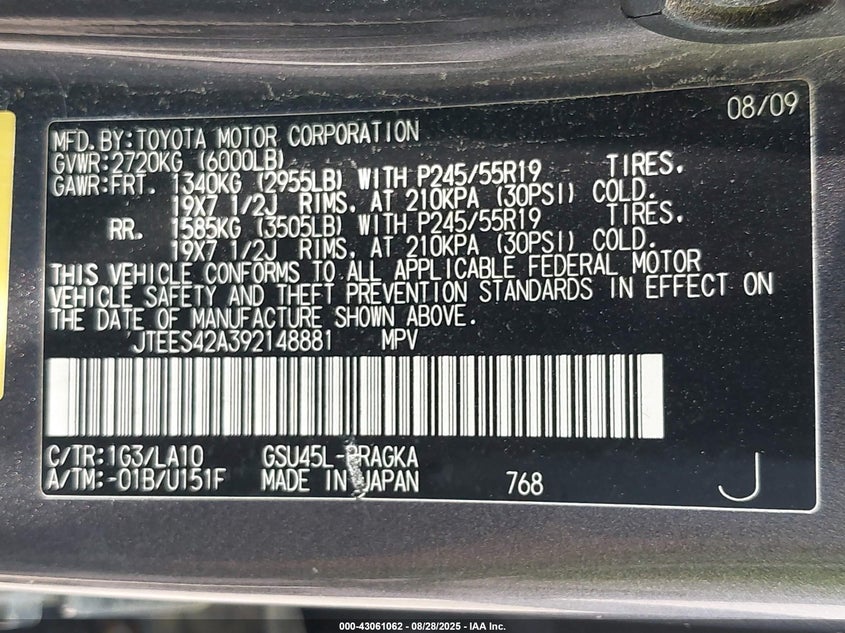 08/09
MFD.BY:TOYOTA MOTOR CORPORATION
GVWR:2720KG (6000LB)
GAWR:FRT. 1340KG (2955LB) WITH P245/55R19 TIRES.
19X7 1/2J RIMS. AT 210KPA (30PSI) COLD.
RR. 1585KG (3505LB) WITH P245/55R19 TIRES.
19X7 1/2J RIMS. AT 210KPA (30PSI) COLD.
THIS VEHICLE CONFORMS TO ALL APPLICABLE FEDERAL MOTOR
VEHICLE SAFETY AND THEFT PREVENTION STANDARDS IN EFFECT ON
THE DATE OF MANUFACTURE SHOWN ABOVE.
JTEES42A392148881 MPV
C/TR:1G3/LA10 GSU45L-BRAGKA
A/TM:-01B/U151F MADE IN JAPAN 768 J
000-43061062 - 08/28/2025 - IAA Inc.